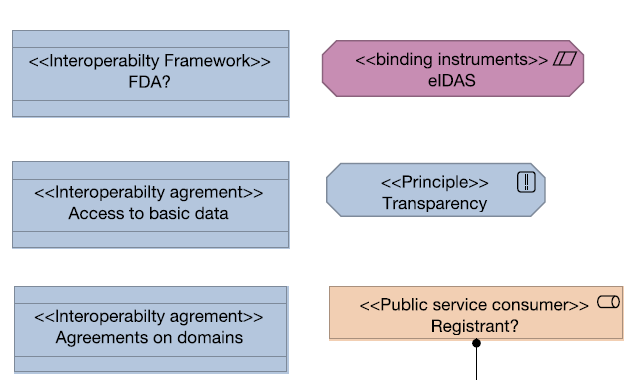 <<Interoperabilty Framework>>
FDA?
<<binding instruments>>
eIDAS
<<Interoperabilty agrement>>
Access to basic data
<<Principle>>
Transparency
<<Interoperabilty agrement>>
Agreements on domains
<<Public service consumer>>
Registrant?